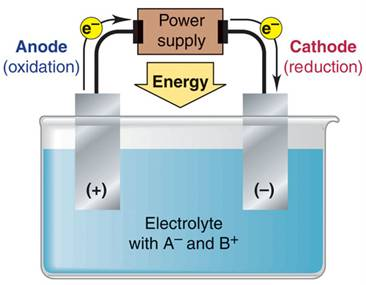 e−
Power
supply
e−
Anode
(oxidation)
Cathode
(reduction)
Energy
(+)
(−)
Electrolyte
with A− and B+